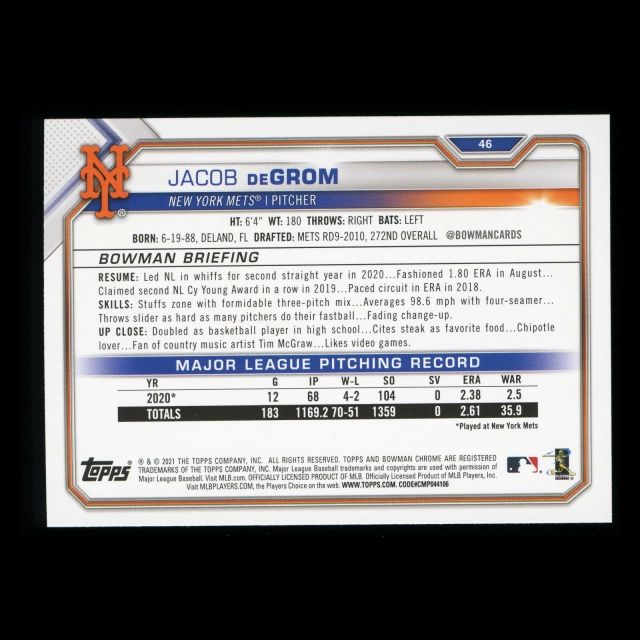 46
NY
JACOB DEGROM
NEW YORK METS® | PITCHER
HT: 6'4" WT: 180 THROWS: RIGHT BATS: LEFT
BORN: 6-19-88, DELAND, FL DRAFTED: METS RD9-2010, 272ND OVERALL @BOWMANCARDS
BOWMAN BRIEFING
RESUME: Led NL in whiffs for second straight year in 2020...Fashioned 1.80 ERA in August...
Claimed second NL Cy Young Award in a row in 2019...Paced circuit in ERA in 2018.
SKILLS: Stuffs zone with formidable three-pitch mix...Averages 98.6 mph with four-seamer...
Throws slider as hard as many pitchers do their fastball...Fading change-up.
UP CLOSE: Doubled as basketball player in high school...Cites steak as favorite food...Chipotle
lover...Fan of country music artist Tim McGraw...Likes video games.
MAJOR LEAGUE PITCHING RECORD
YR G IP W-L SO SV ERA WAR
2020* 12 68 4-2 104 0 2.38 2.5
TOTALS 183 1169.2 70-51 1359 0 2.61 35.9
*Played at New York Mets
Topps
® & © 2021 THE TOPPS COMPANY, INC. ALL RIGHTS RESERVED. TOPPS AND BOWMAN CHROME ARE REGISTERED
TRADEMARKS OF THE TOPPS COMPANY, INC. Major League Baseball trademarks and copyrights are used with permission of
Major League Baseball. Visit MLB.com. OFFICIALLY LICENSED PRODUCT OF MLB. Officially Licensed Product of MLB Players, Inc.
Visit MLBPLAYERS.COM, the Players Choice on the web. WWW.TOPPS.COM. CODE#CMP044106